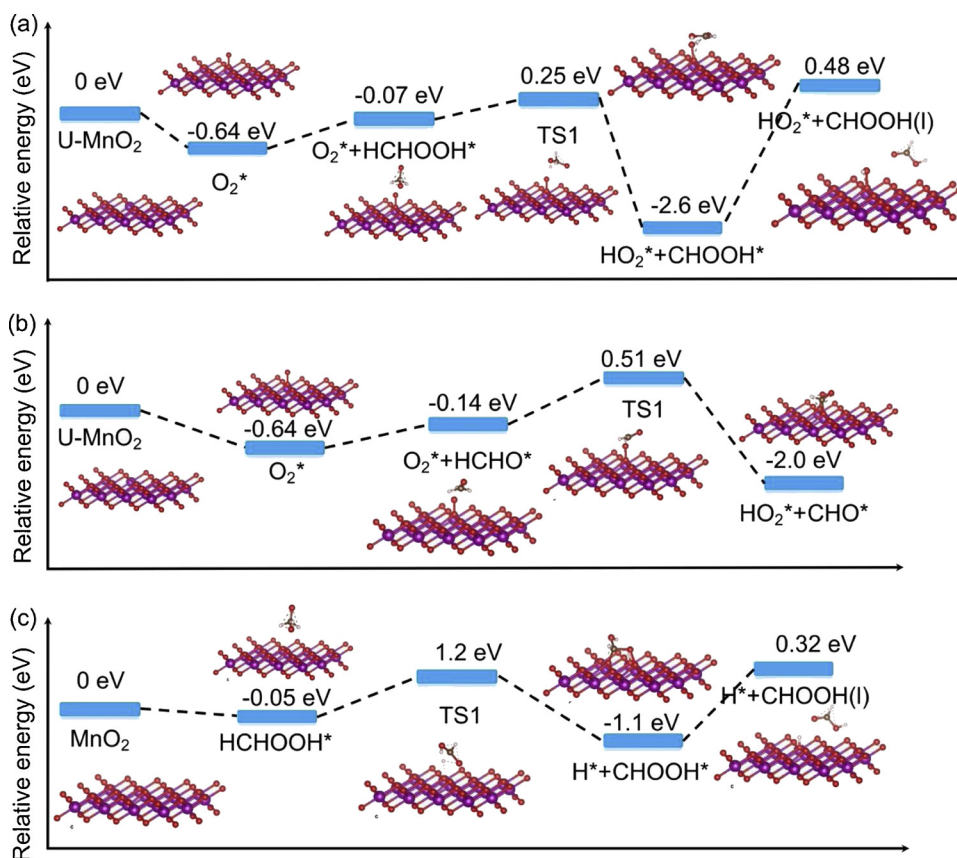 (a)
Relative energy (eV)
0 eV
U-MnO₂
-0.64 eV
O₂*
-0.07 eV
O₂*+HCHOOH*
0.25 eV
TS1
-2.6 eV
HO₂*+CHOOH*
0.48 eV
HO₂*+CHOOH(l)
(b)
Relative energy (eV)
0 eV
U-MnO₂
-0.64 eV
O₂*
-0.14 eV
O₂*+HCHO*
0.51 eV
TS1
-2.0 eV
HO₂*+CHO*
(c)
Relative energy (eV)
0 eV
MnO₂
-0.05 eV
HCHOOH*
1.2 eV
TS1
-1.1 eV
H*+CHOOH*
0.32 eV
H*+CHOOH(l)